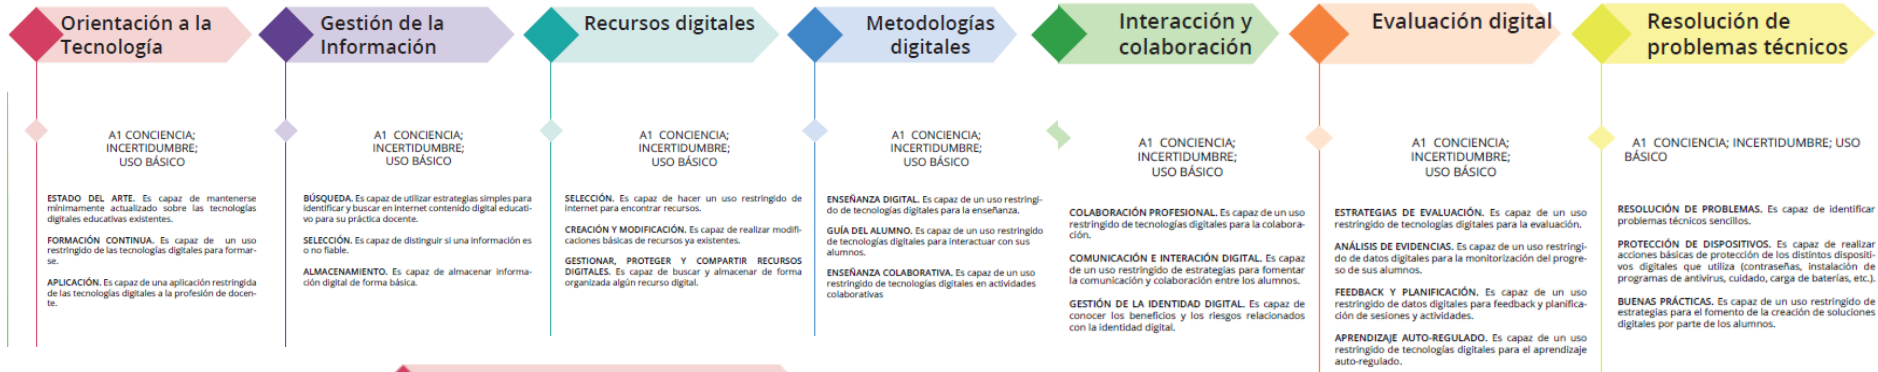 Orientación a la
Tecnología
A1 CONCIENCIA;
INCERTIDUMBRE;
USO BÁSICO
ESTADO DEL ARTE. Es capaz de mantenerse
mínimamente actualizado sobre las tecnologías
digitales educativas existentes.
FORMACIÓN CONTINUA. Es capaz de un uso
restringido de las tecnologías digitales para formar-
se.
APLICACIÓN. Es capaz de una aplicación restringida
de las tecnologías digitales a la profesión de docen-
te.
Gestión de la
Información
A1 CONCIENCIA;
INCERTIDUMBRE;
USO BÁSICO
BÚSQUEDA. Es capaz de utilizar estrategias simples para
identificar y buscar en internet contenido digital educati-
vo para su práctica docente.
SELECCIÓN. Es capaz de distinguir si una información es
o no fiable.
ALMACENAMIENTO. Es capaz de almacenar informa-
ción digital de forma básica.
Recursos digitales
A1 CONCIENCIA;
INCERTIDUMBRE;
USO BÁSICO
SELECCIÓN. Es capaz de hacer un uso restringido de
internet para encontrar recursos.
CREACIÓN Y MODIFICACIÓN. Es capaz de realizar modifi-
caciones básicas de recursos ya existentes.
GESTIONAR, PROTEGER Y COMPARTIR RECURSOS
DIGITALES. Es capaz de buscar y almacenar de forma
organizada algún recurso digital.
Metodologías
digitales
A1 CONCIENCIA;
INCERTIDUMBRE;
USO BÁSICO
ENSEÑANZA DIGITAL. Es capaz de un uso restringi-
do de tecnologías digitales para la enseñanza.
GUÍA DEL ALUMNO. Es capaz de un uso restringido
de tecnologías digitales para interactuar con sus
alumnos.
ENSEÑANZA COLABORATIVA. Es capaz de un uso
restringido de tecnologías digitales en actividades
colaborativas
Interacción y
colaboración
A1 CONCIENCIA;
INCERTIDUMBRE;
USO BÁSICO
COLABORACIÓN PROFESIONAL. Es capaz de un uso
restringido de tecnologías digitales para la colabora-
ción.
COMUNICACIÓN E INTERACIÓN DIGITAL. Es capaz
de un uso restringido de estrategias para fomentar
la comunicación y colaboración entre los alumnos.
GESTIÓN DE LA IDENTIDAD DIGITAL. Es capaz de
conocer los beneficios y los riesgos relacionados
con la identidad digital.
Evaluación digital
A1 CONCIENCIA;
INCERTIDUMBRE;
USO BÁSICO
ESTRATEGIAS DE EVALUACIÓN. Es capaz de un uso
restringido de tecnologías digitales para la evaluación.
ANÁLISIS DE EVIDENCIAS. Es capaz de un uso restringi-
do de datos digitales para la monitorización del progre-
so de sus alumnos.
FEEDBACK Y PLANIFICACIÓN. Es capaz de un uso
restringido de datos digitales para feedback y planifica-
ción de sesiones y actividades.
APRENDIZAJE AUTO-REGULADO. Es capaz de un uso
restringido de tecnologías digitales para el aprendizaje
auto-regulado.
Resolución de
problemas técnicos
A1 CONCIENCIA; INCERTIDUMBRE; USO
BÁSICO
RESOLUCIÓN DE PROBLEMAS. Es capaz de identificar
problemas técnicos sencillos.
PROTECCIÓN DE DISPOSITIVOS. Es capaz de realizar
acciones básicas de protección de los distintos dispositi-
vos digitales que utiliza (contraseñas, instalación de
programas de antivirus, cuidado, carga de baterías, etc.).
BUENAS PRÁCTICAS. Es capaz de un uso restringido de
estrategias para el fomento de la creación de soluciones
digitales por parte de los alumnos.